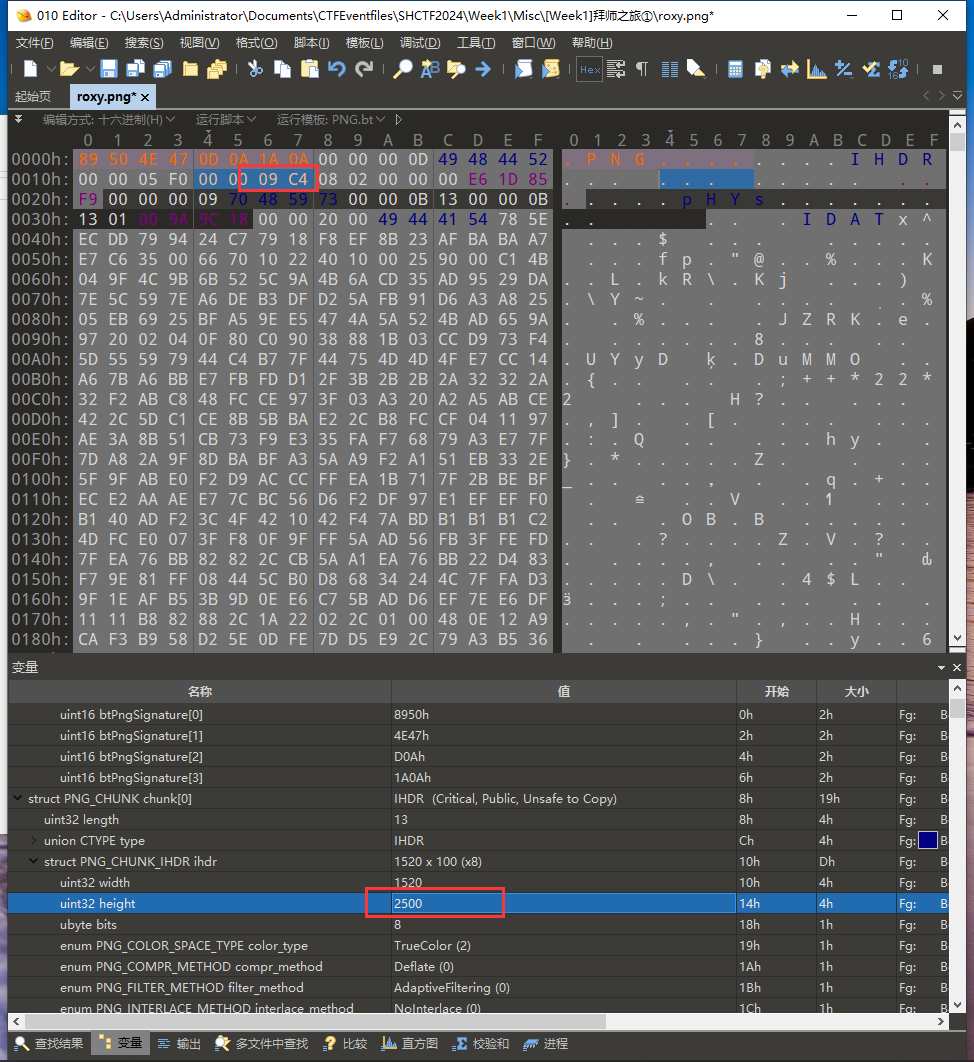 010 Editor - C:\Users\Administrator\Documents\CTFEventfiles\SHCTF2024\Week1\Misc\[Week1]拜师之旅①\roxy.png*
文件(F) 编辑(E) 搜索(S) 视图(V) 格式(O) 脚本(I) 模板(L) 调试(D) 工具(T) 窗口(W) 帮助(H)
Hex
起始页 roxy.png*
编辑方式: 十六进制(H) 运行脚本 运行模板: PNG.bt
0 1 2 3 4 5 6 7 8 9 A B C D E F 0 1 2 3 4 5 6 7 8 9 A B C D E F
0000h: 89 50 4E 47 0D 0A 1A 0A 00 00 00 0D 49 48 44 52 .PNG........IHDR
0010h: 00 00 05 F0 00 00 09 C4 08 02 00 00 00 E6 1D 85
0020h: F9 00 00 00 09 70 48 59 73 00 00 0B 13 00 00 0B .....pHYs.......
0030h: 13 01 00 9A 9C 18 00 00 20 00 49 44 41 54 78 5E IDATx^
0040h: EC DD 79 94 24 C7 79 18 F8 EF 8B 23 AF BA BA A7
0050h: E7 C6 35 00 66 70 10 22 40 10 00 25 90 00 C1 4B
0060h: 04 9F 4C 9B 6B 52 5C 9A 4B 6A CD 35 AD 95 29 DA
0070h: 7E 5C 59 7E A6 DE B3 DF D2 5A FB 91 D6 A3 A8 25
0080h: 05 EB 69 25 BF A5 9E E5 47 4A 5A 52 4B AD 65 9A
0090h: 97 20 02 04 0F 80 C0 90 38 88 1B 03 CC D9 73 F4
00A0h: 5D 55 59 79 44 C4 B7 7F 44 75 4D 4D 4F E7 CC 14
00B0h: A6 7B A6 BB E7 FB FD D1 2F 3B 2B 2B 2A 32 32 2A
00C0h: 32 F2 AB C8 48 FC CE 97 3F 03 A3 20 A2 A5 AB CE
00D0h: 42 2C 5D C1 CE 8B 5B BA E2 2C B8 FC CF 04 11 97
00E0h: AE 3A 8B 51 CB 73 F9 E3 35 FA F7 68 79 A3 E7 7F
00F0h: 7D A8 2A 9F 8D BA BF A3 5A A9 F2 A1 51 EB 33 2E
0100h: 5F 9F AB E0 F2 D9 AC CC FF EA 1B 71 7F 2B BE BF
0110h: EC E2 AA AE E7 7C BC 56 D6 F2 DF 97 E1 EF EF F0
0120h: B1 40 AD F2 3C 4F 42 10 42 F4 7A BD B1 B1 B1 C2
0130h: 4D FC E0 07 3F F8 0F 9F FF 5A AD 56 FB 3F FE FD
0140h: 7F EA 76 BB 82 82 2C CB 5A A1 EA 76 BB 22 D4 83
0150h: F7 9E 81 FF 08 44 5C B0 D8 68 34 24 4C 7F FA D3
0160h: 9F 1E AF B5 3B 9D 0E E6 C7 5B AD D6 EF 7E E6 DF
0170h: 11 11 B8 82 88 2C 1A 22 02 2C 01 00 48 0E 12 A9
0180h: CA F3 B9 58 D2 5E 0D FE 7D D5 E9 2C 79 A3 B5 36
变量
名称 值 开始 大小
uint16 btPngSignature[0] 8950h 0h 2h Fg: B
uint16 btPngSignature[1] 4E47h 2h 2h Fg: B
uint16 btPngSignature[2] D0Ah 4h 2h Fg: B
uint16 btPngSignature[3] 1A0Ah 6h 2h Fg: B
struct PNG_CHUNK chunk[0] IHDR (Critical, Public, Unsafe to Copy) 8h 19h Fg: B
uint32 length 13 8h 4h Fg: B
union CTYPE type IHDR Ch 4h Fg: B
struct PNG_CHUNK_IHDR ihdr 1520 x 100 (x8) 10h Dh Fg: B
uint32 width 1520 10h 4h Fg: B
uint32 height 2500 14h 4h Fg: B
ubyte bits 8 18h 1h Fg: B
enum PNG_COLOR_SPACE_TYPE color_type TrueColor (2) 19h 1h Fg: B
enum PNG_COMPR_METHOD compr_method Deflate (0) 1Ah 1h Fg: B
enum PNG_FILTER_METHOD filter_method AdaptiveFiltering (0) 1Bh 1h Fg: B
enum PNG_INTERLACE_METHOD interlace_method NoInterlace (0) 1Ch 1h Fg: B
查找结果 变量 输出 多文件中查找 比较 直方图 校验和 进程